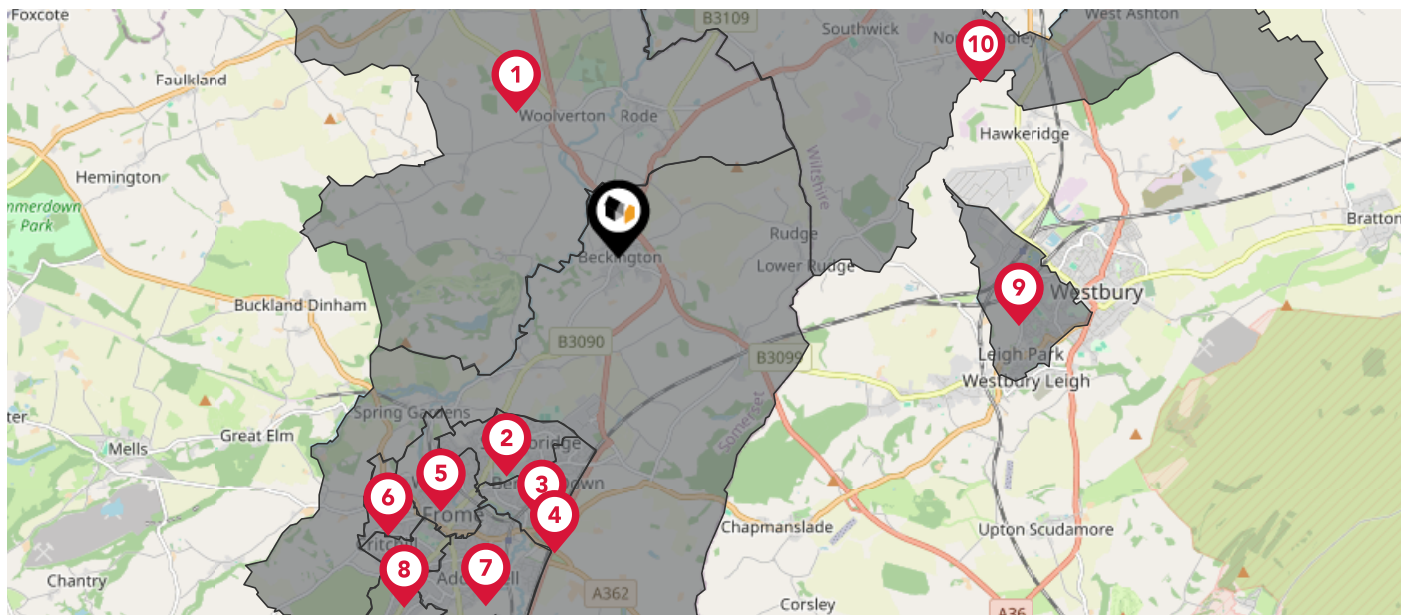 Foxcote
B3109
Southwick
West Ashton
10
1
Faulkland
Woolverton
Rode
Hawkeridge
Hemington
Wiltshire
Park
Bratton
Rudge
Beckington
Lower Rudge
9
Westbury
Buckland Dinham
B3090
B3099
Leigh Park
Westbury Leigh
Spring Gardens
Somerset
Great Elm
Mells
2
5
3
6
Frome
4
Chapmanslade
Upton Scudamore
8
7
Chantry
A362
Corsley
A36